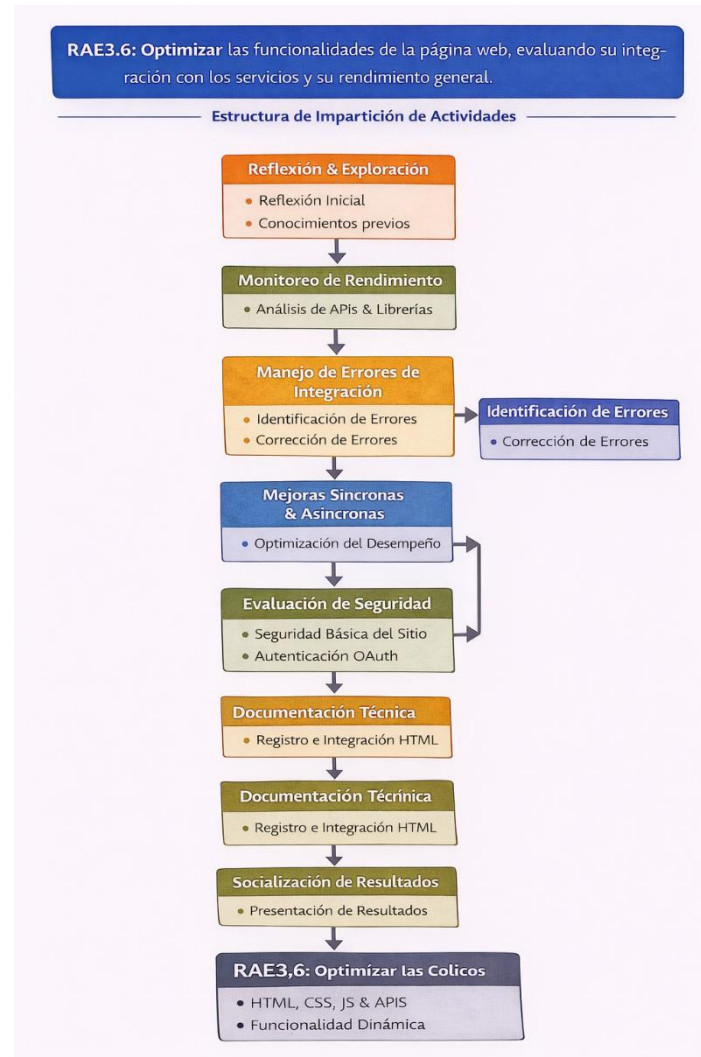 RAE3.6: Optimizar las funcionalidades de la página web, evaluando su integ-
ración con los servicios y su rendimiento general.
Estructura de Impartición de Actividades
Reflexión & Exploración
• Reflexión Inicial
• Conocimientos previos
Monitoreo de Rendimiento
• Análisis de APIs & Librerías
Manejo de Errores de
Integración
• Identificación de Errores
• Corrección de Errores
Identificación de Errores
• Corrección de Errores
Mejoras Sincronas
& Asincronas
• Optimización del Desempeño
Evaluación de Seguridad
• Seguridad Básica del Sitio
• Autenticación OAuth
Documentación Técnica
• Registro e Integración HTML
Documentación Técrínica
• Registro e Integración HTML
Socialización de Resultados
• Presentación de Resultados
RAE3,6: Optimízar las Colicos
• HTML, CSS, JS & APIS
• Funcionalidad Dinámica